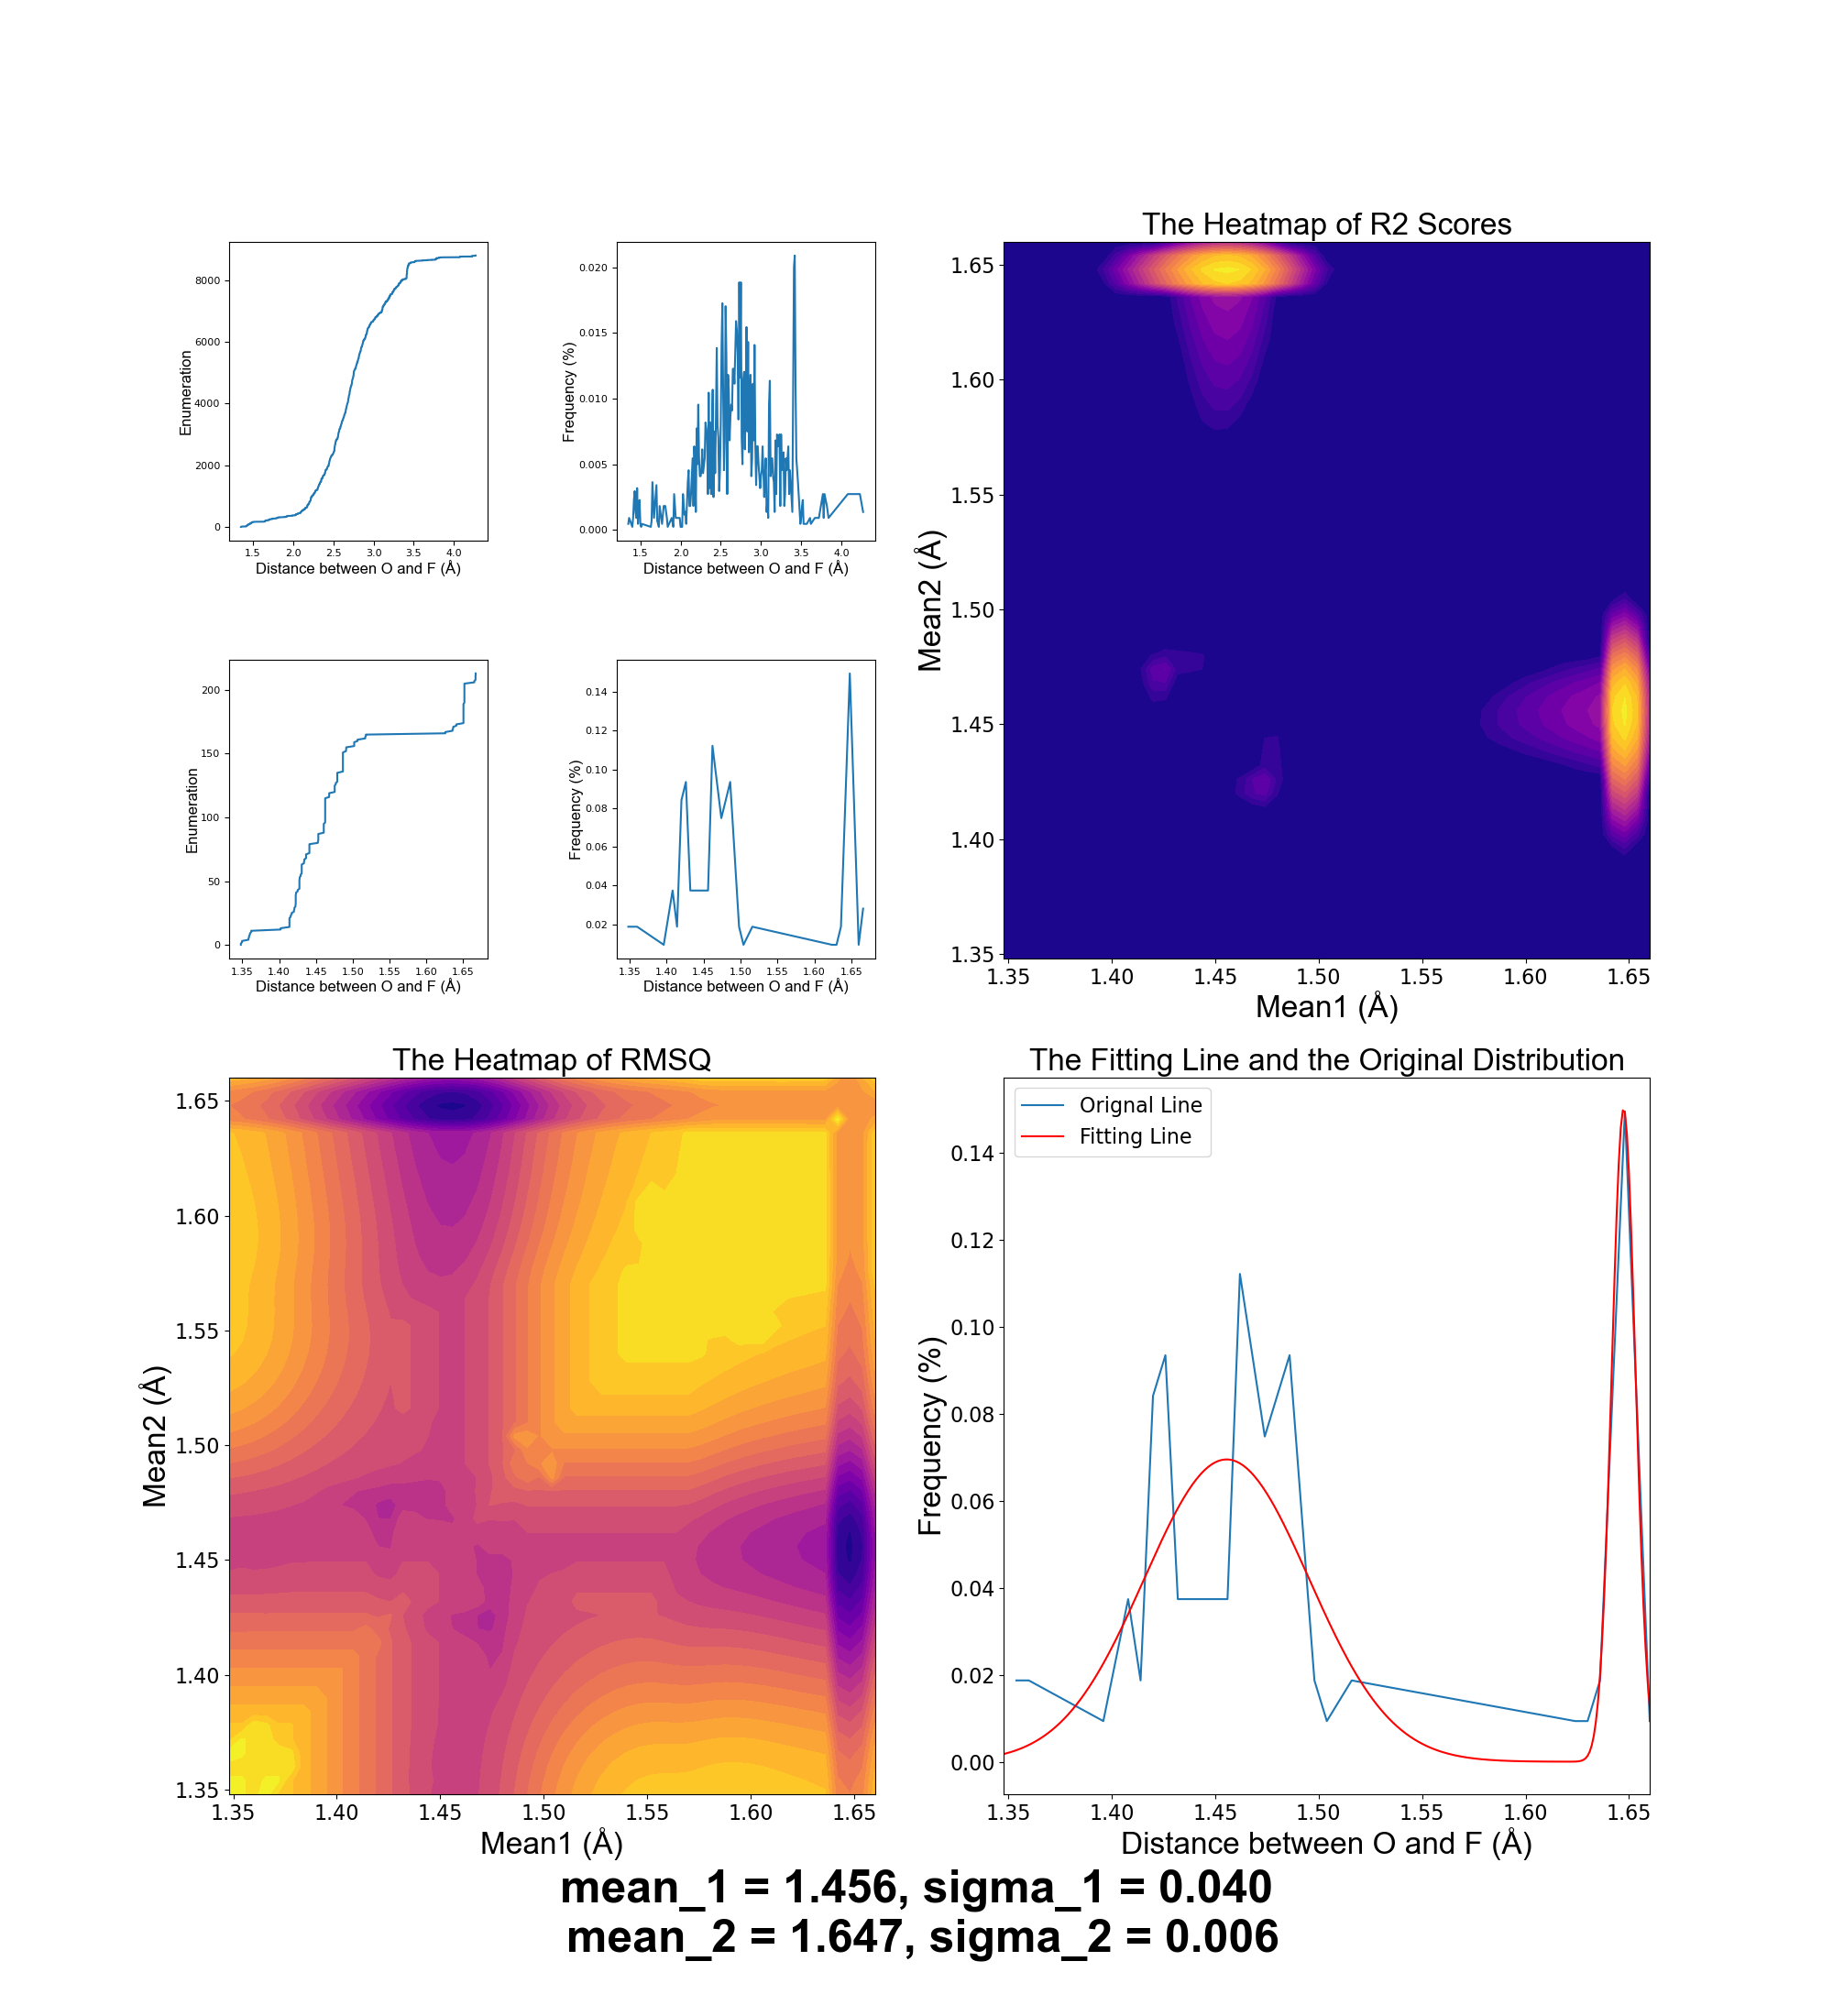 Enumeration
8000
6000
4000
2000
0
1.5 2.0 2.5 3.0 3.5 4.0
Distance between O and F (Å)
Frequency (%)
0.020
0.015
0.010
0.005
0.000
1.5 2.0 2.5 3.0 3.5 4.0
Distance between O and F (Å)
Enumeration
200
150
100
50
0
1.35 1.40 1.45 1.50 1.55 1.60 1.65
Distance between O and F (Å)
Frequency (%)
0.14
0.12
0.10
0.08
0.06
0.04
0.02
1.35 1.40 1.45 1.50 1.55 1.60 1.65
Distance between O and F (Å)
The Heatmap of R2 Scores
Mean2 (Å)
1.65
1.60
1.55
1.50
1.45
1.40
1.35
1.35 1.40 1.45 1.50 1.55 1.60 1.65
Mean1 (Å)
The Heatmap of RMSQ
Mean2 (Å)
1.65
1.60
1.55
1.50
1.45
1.40
1.35
1.35 1.40 1.45 1.50 1.55 1.60 1.65
Mean1 (Å)
The Fitting Line and the Original Distribution
Orignal Line
Fitting Line
Frequency (%)
0.14
0.12
0.10
0.08
0.06
0.04
0.02
0.00
1.35 1.40 1.45 1.50 1.55 1.60 1.65
Distance between O and F (Å)
mean_1 = 1.456, sigma_1 = 0.040
mean_2 = 1.647, sigma_2 = 0.006